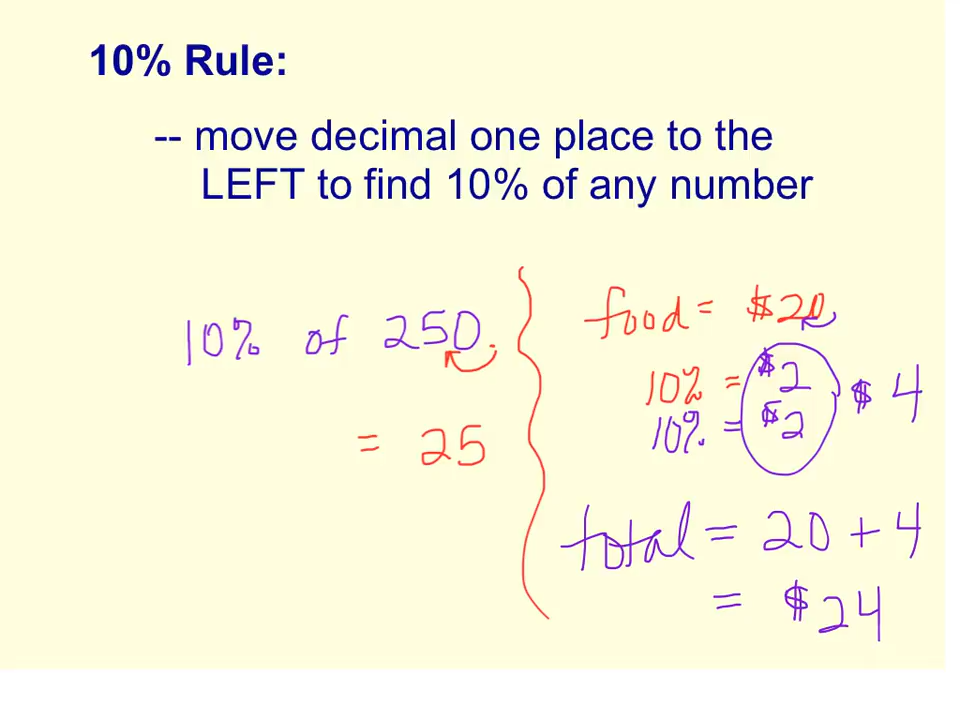 10% Rule:
-- move decimal one place to the
LEFT to find 10% of any number
10% of 250.
= 25
food = $20
10% = $2
10% = $2
$4
total = 20 + 4
= $24